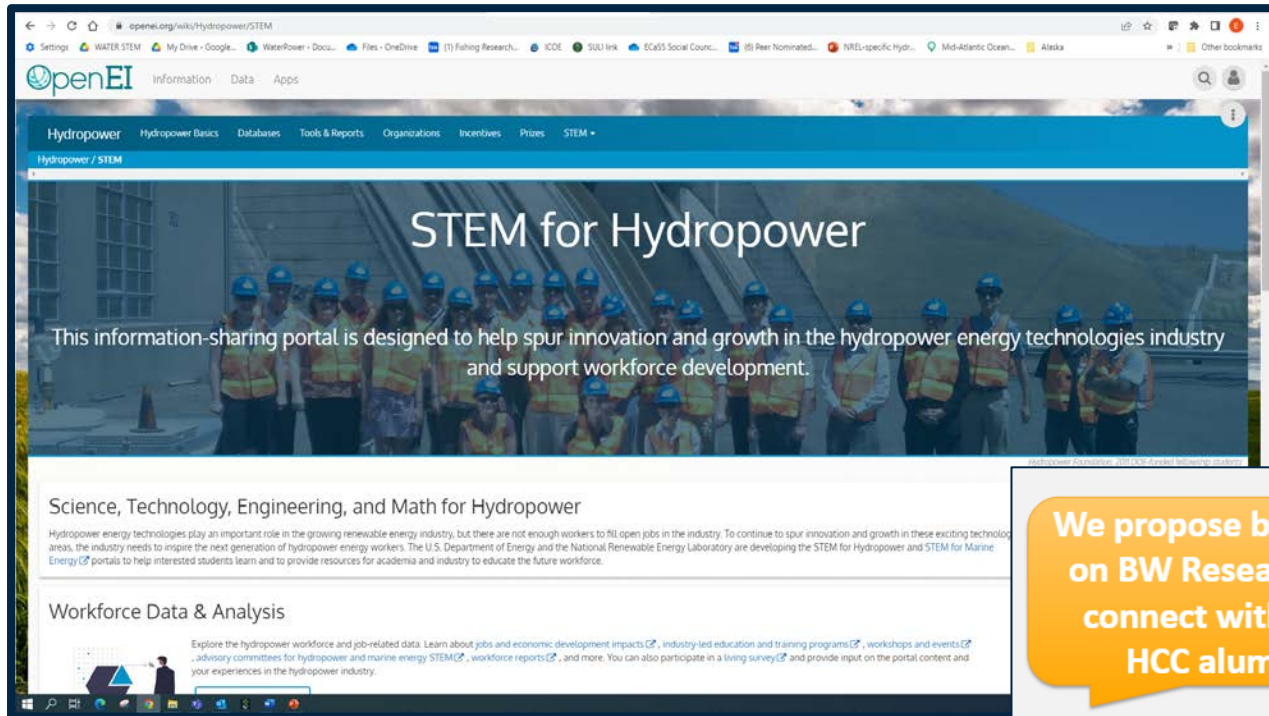 openei.org/wiki/Hydropower/STEM
Settings WATER STEM My Drive - Google... WaterPower - Docu... Files - OneDrive (1) Fishing Research... ICOE SULI link ECaSS Social Counc... (6) Peer Nominated... NREL-specific Hydr... Mid-Atlantic Ocean... Alaska » Other bookmarks
OpenEI Information Data Apps
Hydropower Hydropower Basics Databases Tools & Reports Organizations Incentives Prizes STEM
Hydropower / STEM
STEM for Hydropower
This information-sharing portal is designed to help spur innovation and growth in the hydropower energy technologies industry
and support workforce development.
Hydropower Foundation, 2011 DOE-funded fellowship students
Science, Technology, Engineering, and Math for Hydropower
Hydropower energy technologies play an important role in the growing renewable energy industry, but there are not enough workers to fill open jobs in the industry. To continue to spur innovation and growth in these exciting technolog
areas, the industry needs to inspire the next generation of hydropower energy workers. The U.S. Department of Energy and the National Renewable Energy Laboratory are developing the STEM for Hydropower and STEM for Marine
Energy portals to help interested students learn and to provide resources for academia and industry to educate the future workforce.
We propose b
on BW Resea
connect wit
HCC alum
Workforce Data & Analysis
Explore the hydropower workforce and job-related data. Learn about jobs and economic development impacts , industry-led education and training programs , workshops and events
, advisory committees for hydropower and marine energy STEM , workforce reports , and more. You can also participate in a living survey and provide input on the portal content and
your experiences in the hydropower industry.